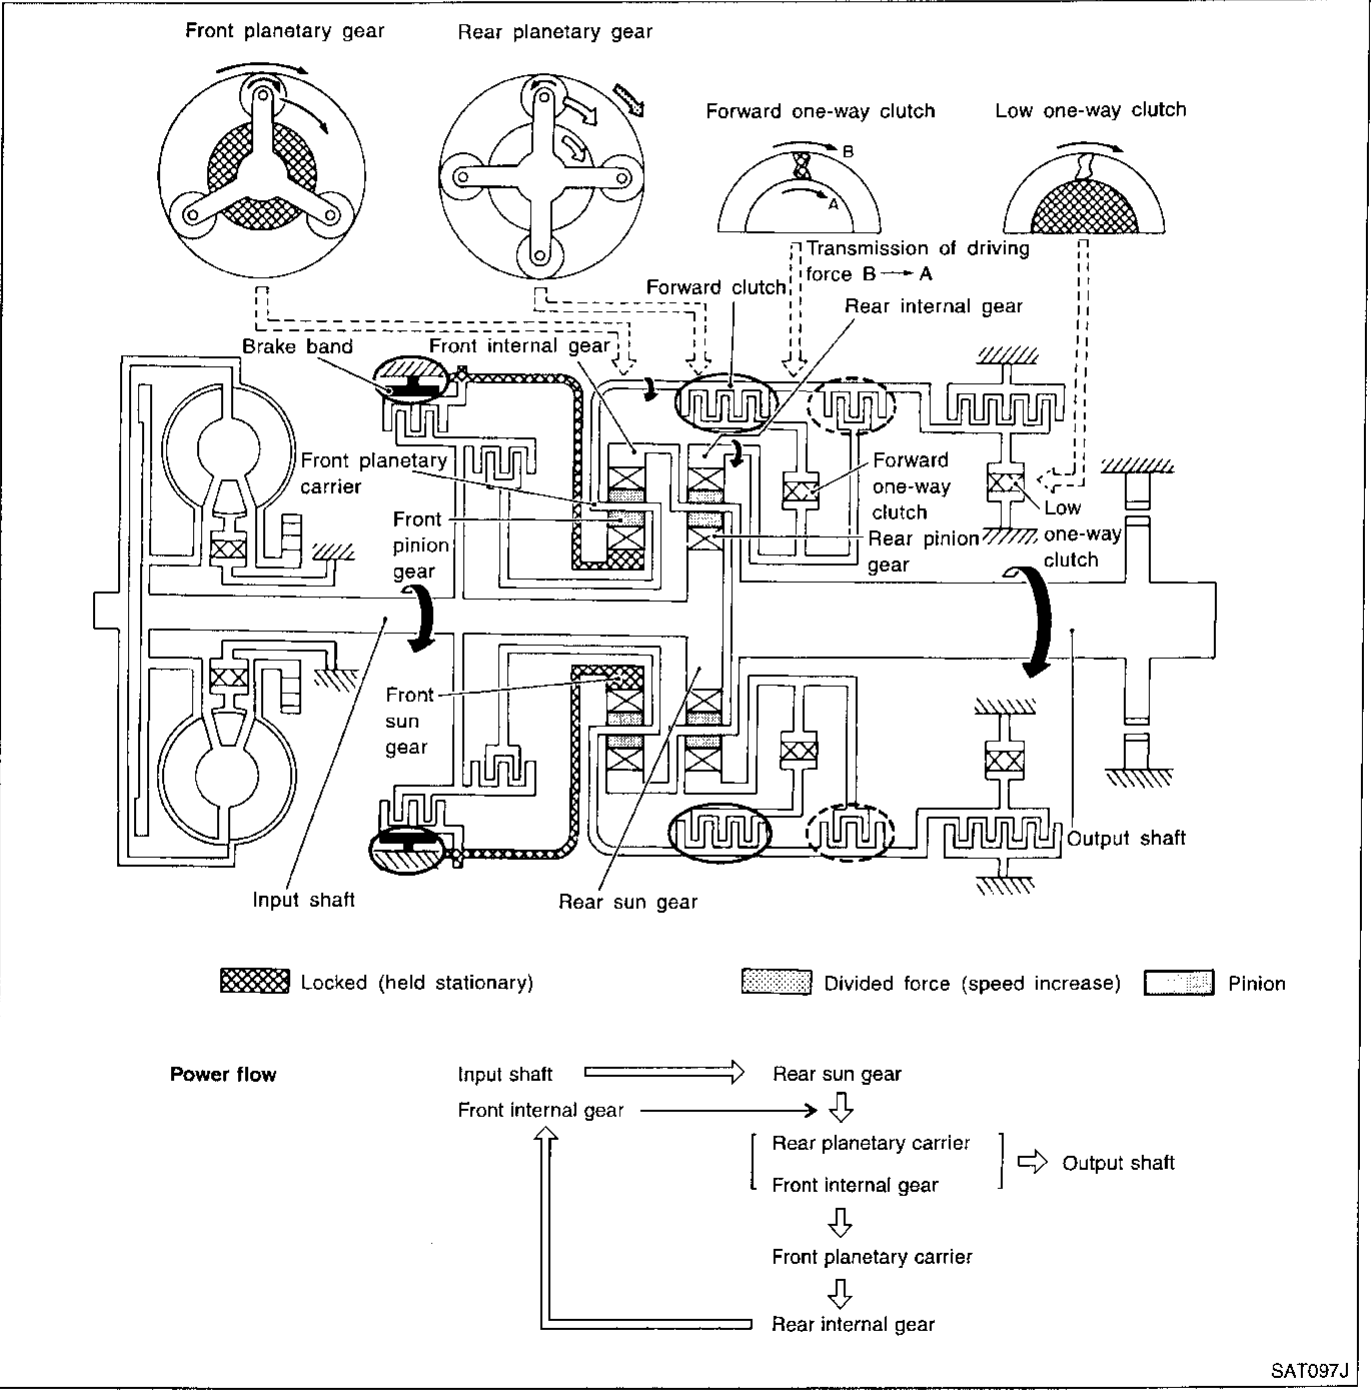 Front planetary gear
Rear planetary gear
Forward one-way clutch
Low one-way clutch
B
A
Transmission of driving
force B → A
Forward clutch
Rear internal gear
Brake band
Front internal gear
Front planetary
carrier
Forward
one-way
clutch
Front
pinion
gear
Low
one-way
clutch
Rear pinion
gear
Front
sun
gear
Output shaft
Input shaft
Rear sun gear
Locked (held stationary)
Divided force (speed increase)
Pinion
Power flow
Input shaft
Rear sun gear
Front internal gear
Rear planetary carrier
Front internal gear
Output shaft
Front planetary carrier
Rear internal gear
SAT097J